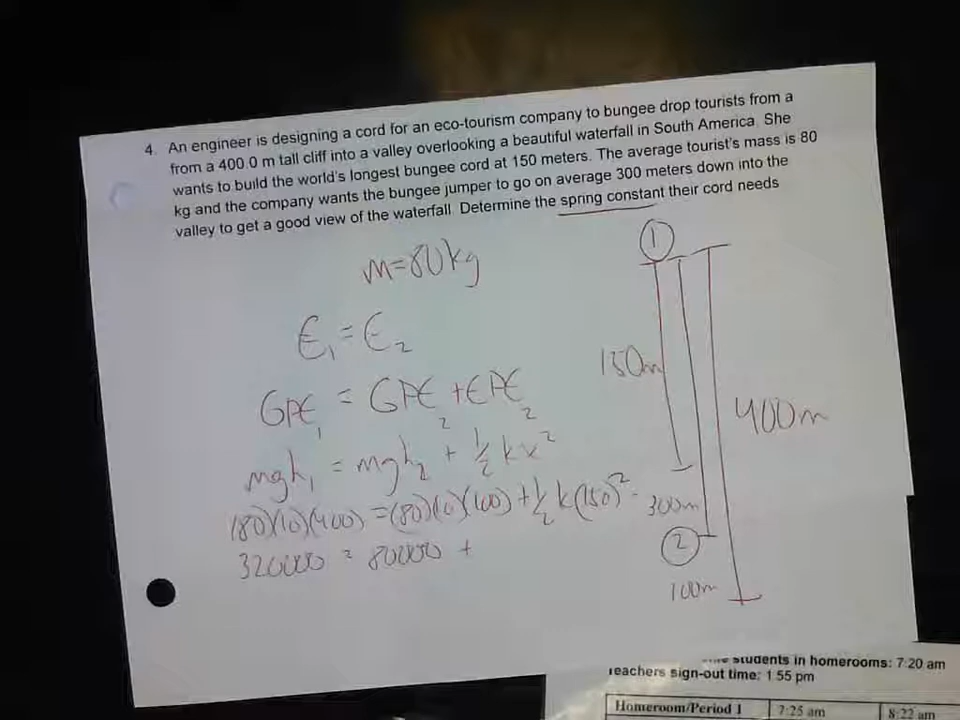 4. An engineer is designing a cord for an eco-tourism company to bungee drop tourists from a
from a 400.0 m tall cliff into a valley overlooking a beautiful waterfall in South America. She
wants to build the world's longest bungee cord at 150 meters. The average tourist's mass is 80
kg and the company wants the bungee jumper to go on average 300 meters down into the
valley to get a good view of the waterfall. Determine the spring constant their cord needs
m=80kg
1
E₁ = E₂
150m
GPE₁ = GPE₂ + EPE₂
400m
mgh₁ = mgh₂ + ½ kx²
(80)(10)(400) = (80)(10)(100) + ½ k(150)²
300m
320000 = 80000 +
2
100m
students in homerooms: 7:20 am
teachers sign-out time: 1:55 pm
Homeroom/Period 1 7:25 am 8:22 am